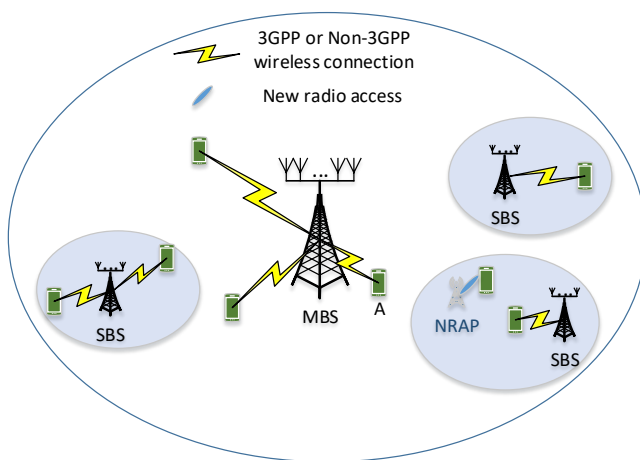 3GPP or Non-3GPP
wireless connection
New radio access
SBS
SBS
MBS
A
NRAP
SBS